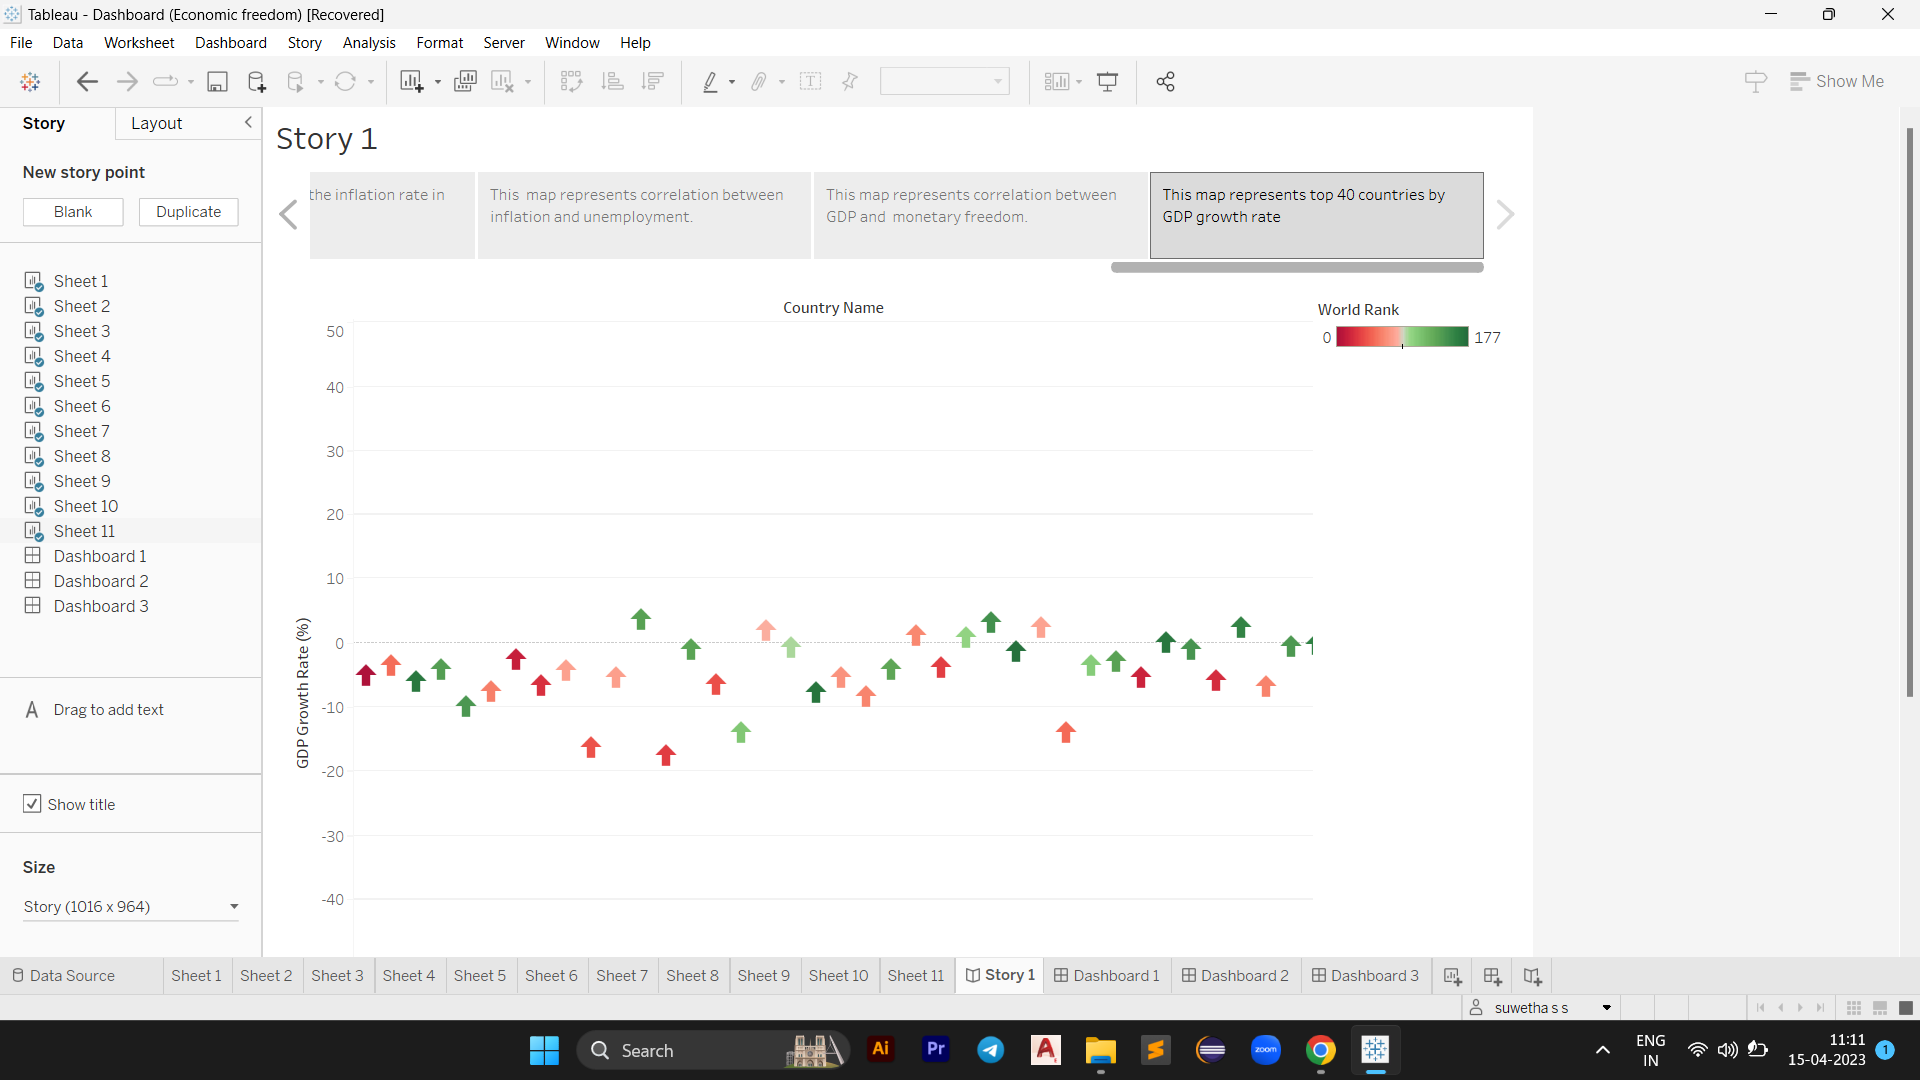 Tableau - Dashboard (Economic freedom) [Recovered]
File Data Worksheet Dashboard Story Analysis Format Server Window Help
Show Me
Story
Layout
New story point
Blank
Duplicate
Sheet 1
Sheet 2
Sheet 3
Sheet 4
Sheet 5
Sheet 6
Sheet 7
Sheet 8
Sheet 9
Sheet 10
Sheet 11
Dashboard 1
Dashboard 2
Dashboard 3
A Drag to add text
Show title
Size
Story (1016 x 964)
Story 1
the inflation rate in
This map represents correlation between
inflation and unemployment.
This map represents correlation between
GDP and monetary freedom.
This map represents top 40 countries by
GDP growth rate
Country Name
World Rank
0
177
50
40
30
20
10
0
-10
-20
-30
-40
GDP Growth Rate (%)
Data Source Sheet 1 Sheet 2 Sheet 3 Sheet 4 Sheet 5 Sheet 6 Sheet 7 Sheet 8 Sheet 9 Sheet 10 Sheet 11 Story 1 Dashboard 1 Dashboard 2 Dashboard 3
suwetha s s
Search
Ai
Pr
zoom
ENG
IN
11:11
15-04-2023
1